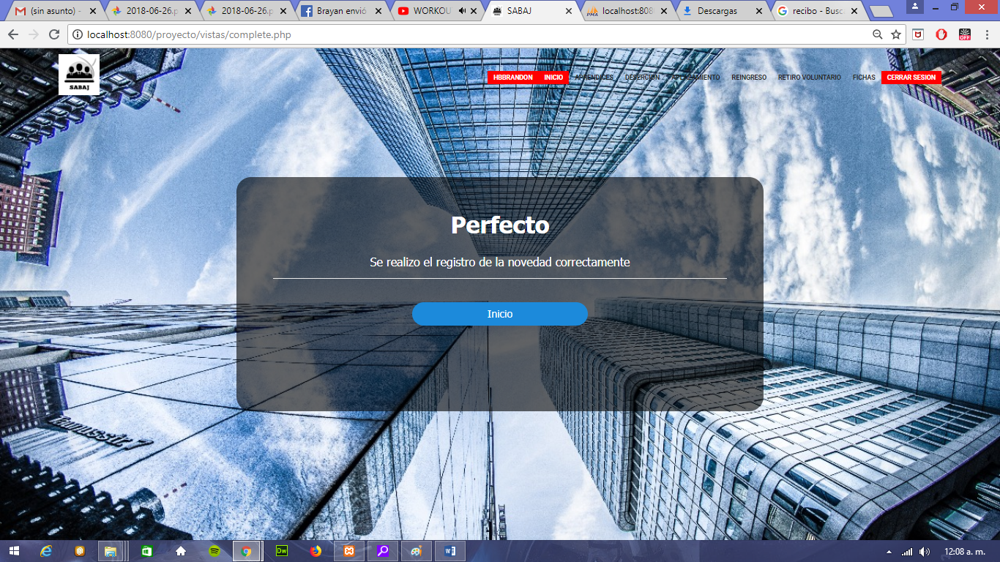 (sin asunto) -
2018-06-26.p
2018-06-26.p
Brayan envió
WORKOU
SABAJ
localhost:808
Descargas
recibo - Busc
localhost:8080/proyecto/vistas/complete.php
OFF
SABAJ
HBBRANDON INICIO APRENDICES DESERCION APLAZAMIENTO REINGRESO RETIRO VOLUNTARIO FICHAS CERRAR SESION
Perfecto
Se realizo el registro de la novedad correctamente
Inicio
Dw
12:08 a. m.